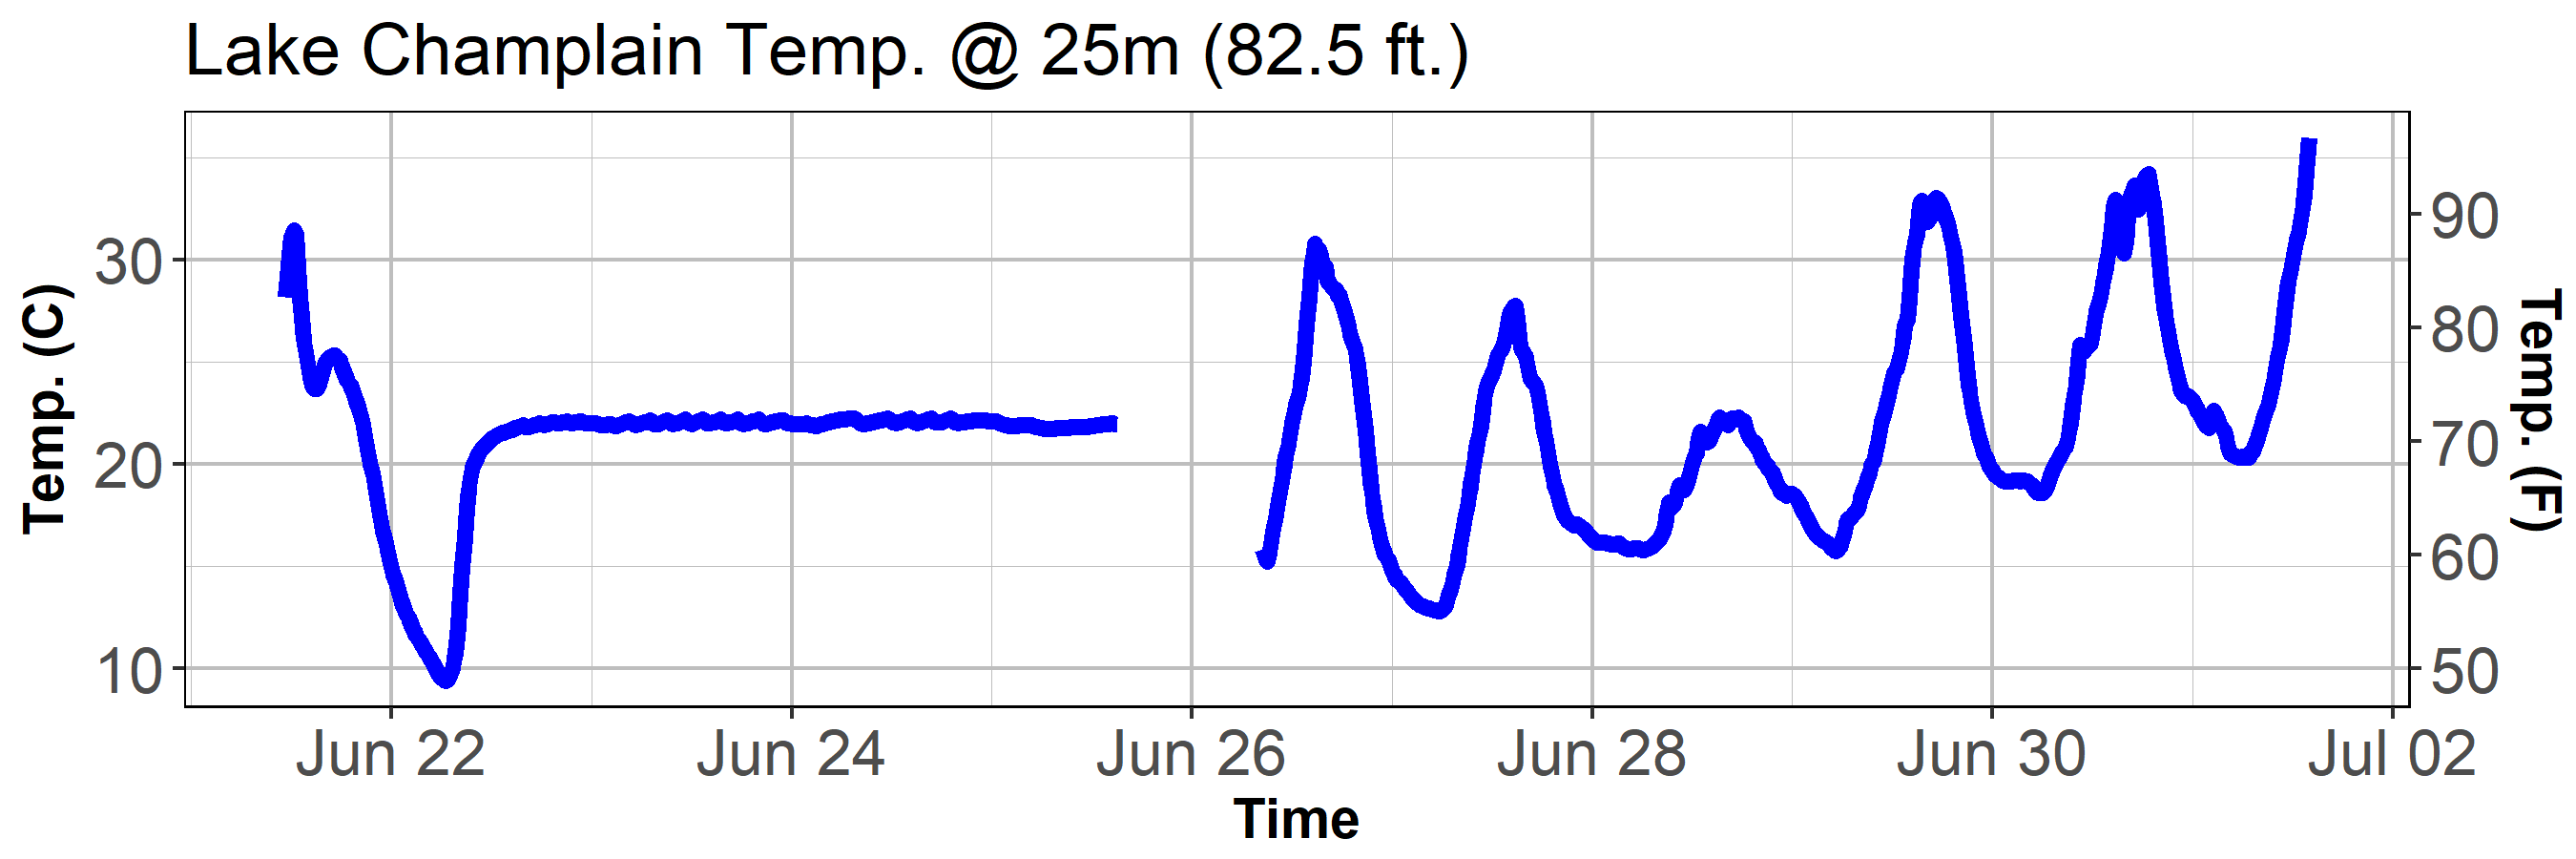 Lake Champlain Temp. @ 25m (82.5 ft.)
Temp. (C)
30
20
10
90
80
70
60
50
Temp. (F)
Jun 22 Jun 24 Jun 26 Jun 28 Jun 30 Jul 02
Time